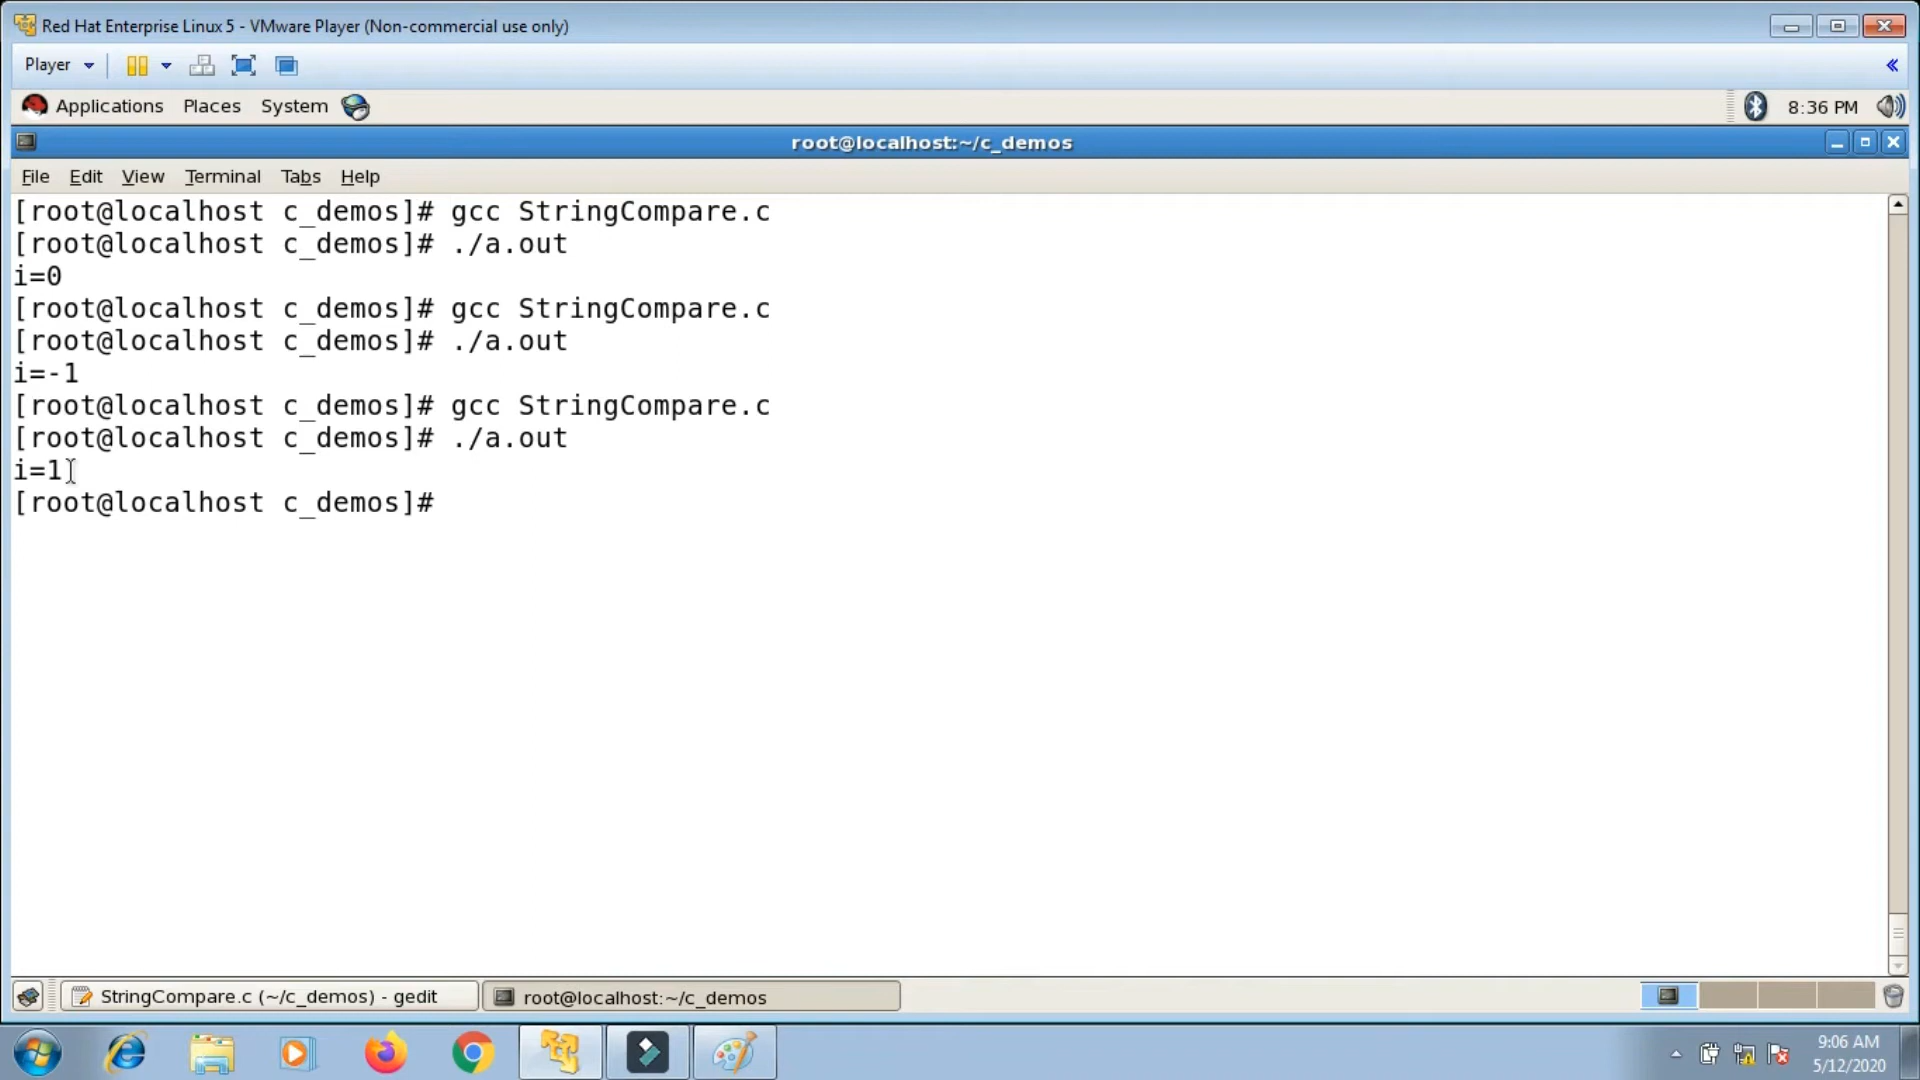 Red Hat Enterprise Linux 5 - VMware Player (Non-commercial use only)
Player
Applications Places System
8:36 PM
root@localhost:~/c_demos
File Edit View Terminal Tabs Help
[root@localhost c_demos]# gcc StringCompare.c
[root@localhost c_demos]# ./a.out
i=0
[root@localhost c_demos]# gcc StringCompare.c
[root@localhost c_demos]# ./a.out
i=-1
[root@localhost c_demos]# gcc StringCompare.c
[root@localhost c_demos]# ./a.out
i=1
[root@localhost c_demos]#
StringCompare.c (~/c_demos) - gedit
root@localhost:~/c_demos
9:06 AM
5/12/2020